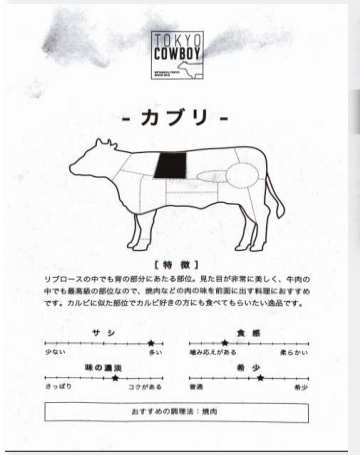 TOKYO
COWBOY
- カブリ -
[ 特 徴 ]
リブロースの中でも背の部分にあたる部位。見た目が非常に美しく、牛肉の
中でも最高級の部位なので、焼肉などの肉の味を前面に出す料理におすすめ
です。カルビに似た部位でカルビ好きの方にも食べてもらいたい逸品です。
サ シ
少ない 多い
食 感
噛み応えがある 柔らかい
味の濃淡
さっぱり コクがある
希 少
普通 希少
おすすめの調理法:焼肉